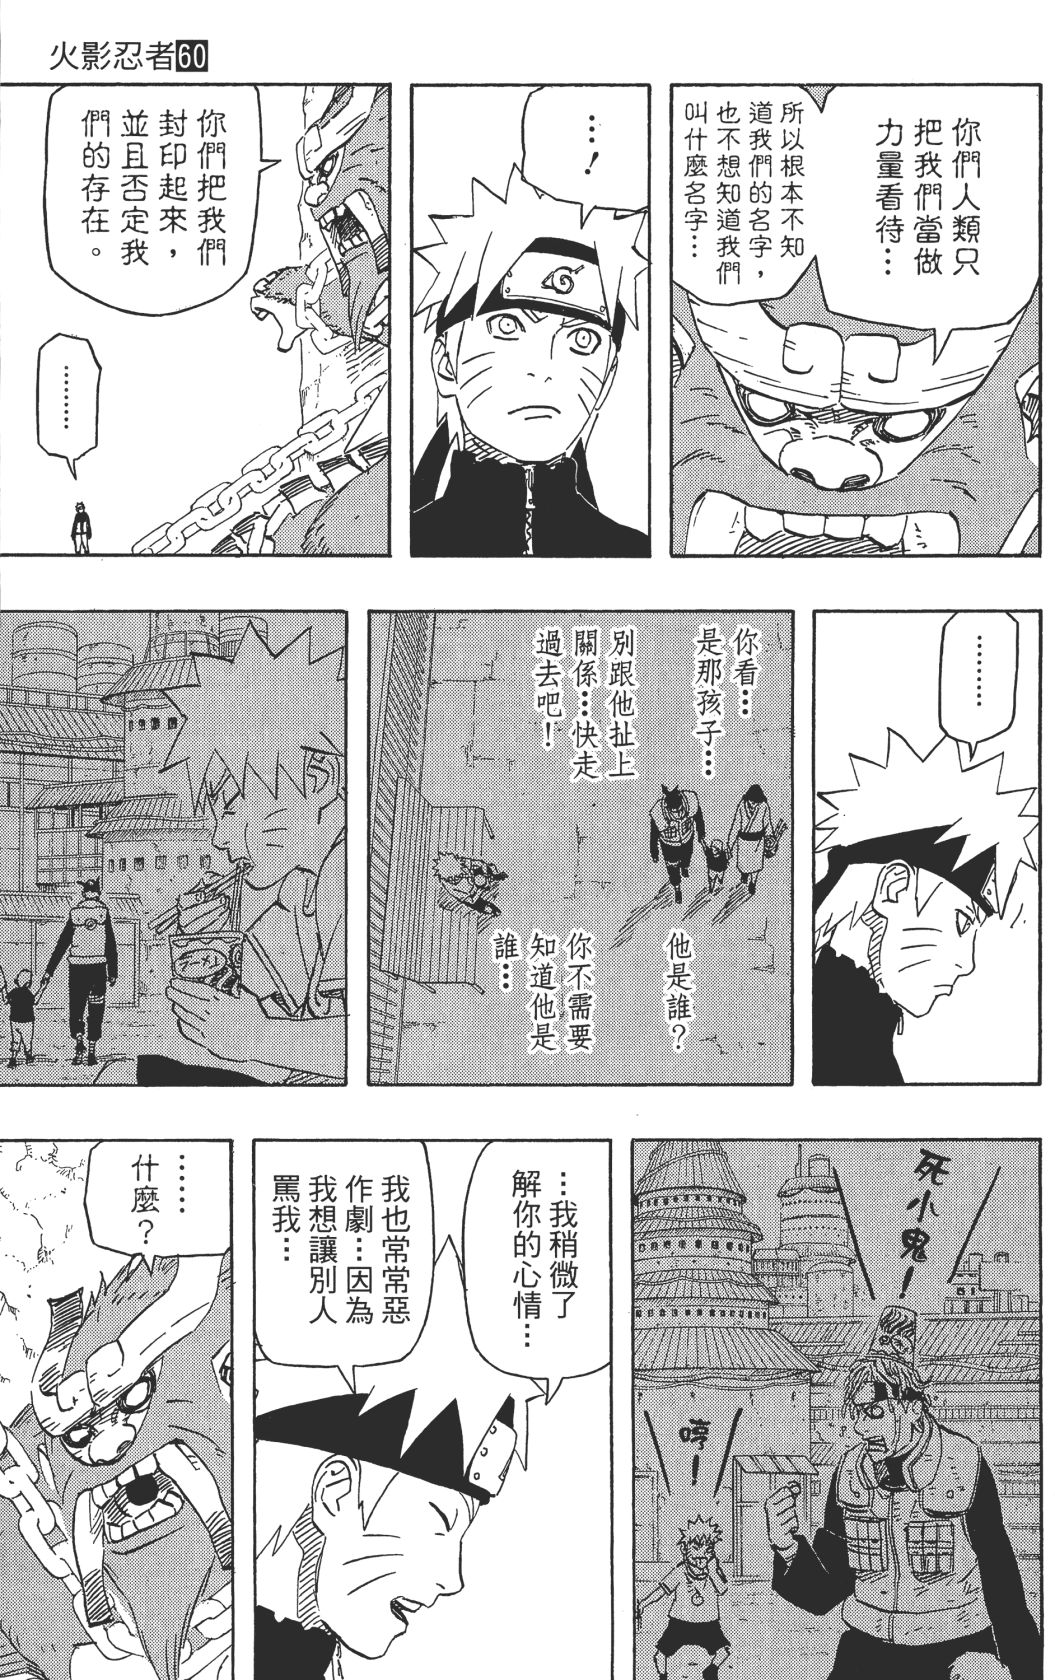 火影忍者60
你們人類只
把我們當做
力量看待…
所以根本不知
道我們的名字，
也不想知道我們
叫什麼名字…
…！
你們把我們
封印起來，
並且否定我
們的存在。
………
………
你看…
是那孩子…
別跟他扯上
關係…快走
過去吧！
他是誰？
你不需要
知道他是
誰…
死小鬼！
哼！
…我稍微了
解你的心情…
我也常常惡
作劇…因為
我想讓別人
罵我…
……
什麼？